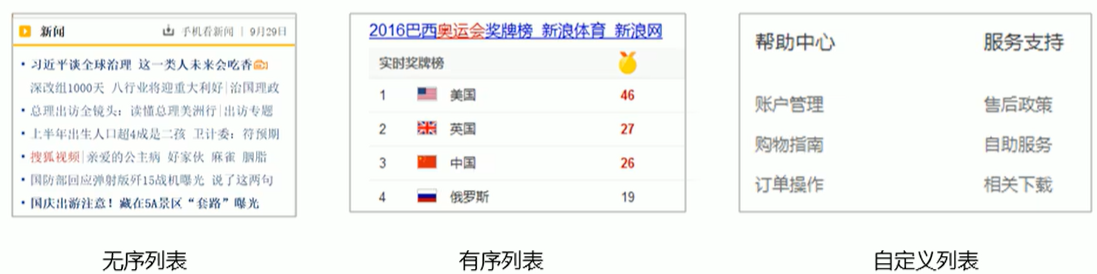 新闻 手机看新闻 | 9月29日
习近平谈全球治理 这一类人未来会吃香
深改组1000天 八行业将迎重大利好|治国理政
总理出访全镜头：读懂总理美洲行|出访专题
上半年出生人口超4成是二孩 卫计委：符预期
搜狐视频|亲爱的公主病 好家伙 麻雀 胭脂
国防部回应弹射版歼15战机曝光 说了这两句
国庆出游注意！藏在5A景区“套路”曝光
无序列表
2016巴西奥运会奖牌榜_新浪体育_新浪网
实时奖牌榜
1 美国 46
2 英国 27
3 中国 26
4 俄罗斯 19
有序列表
帮助中心 服务支持
账户管理 售后政策
购物指南 自助服务
订单操作 相关下载
自定义列表